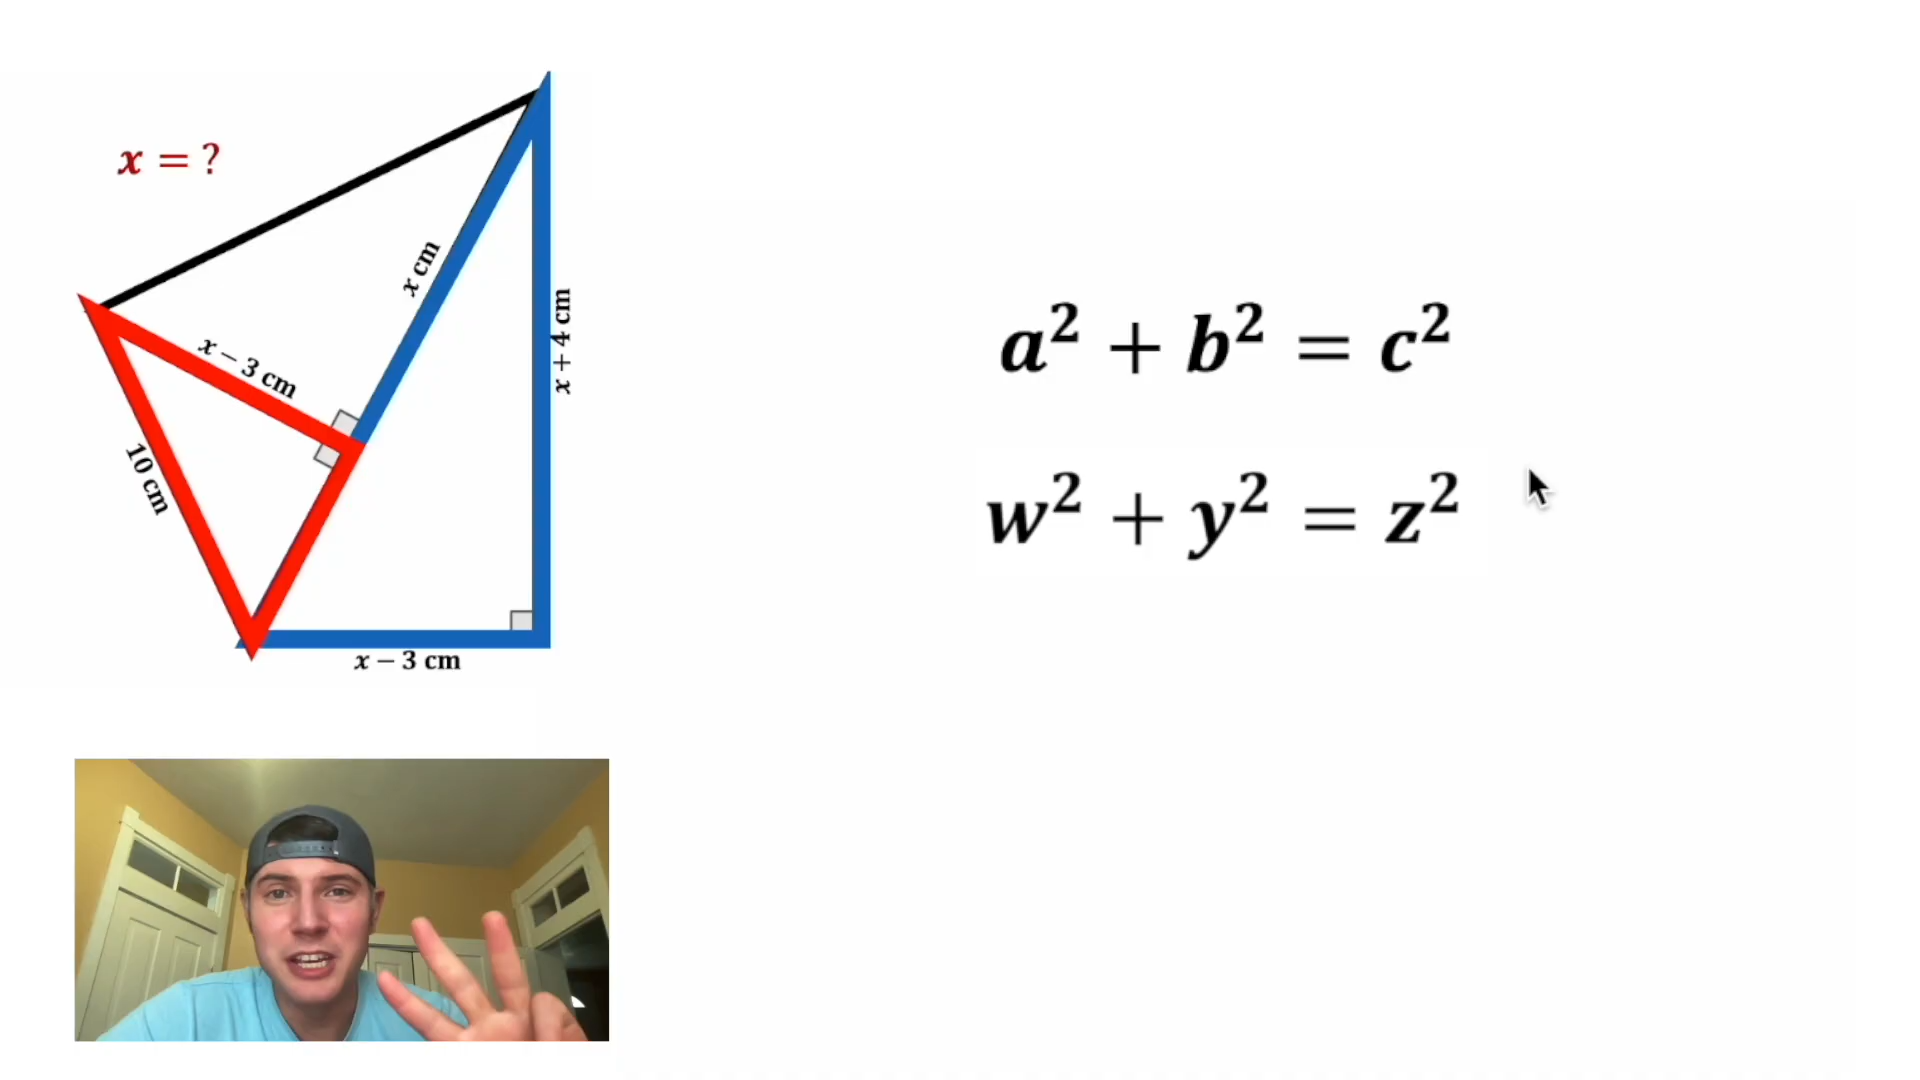 x = ?
x cm
x + 4 cm
x − 3 cm
10 cm
x − 3 cm
a² + b² = c²
w² + y² = z²